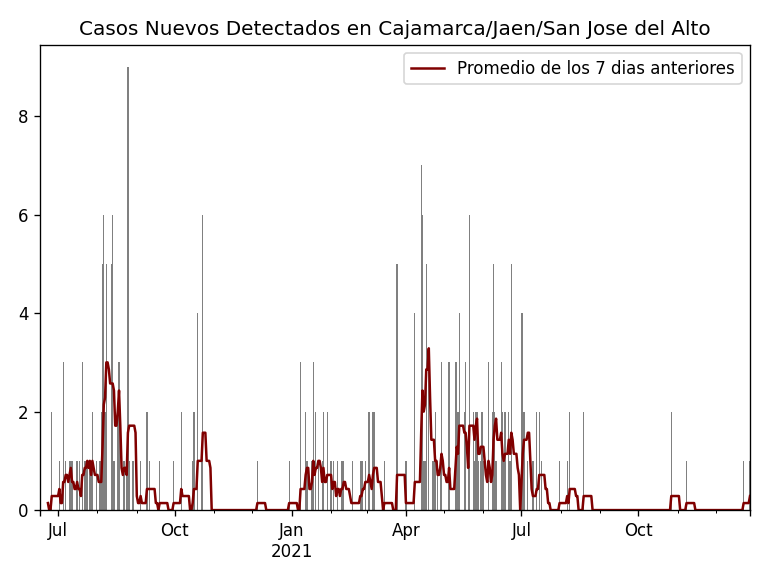 Casos Nuevos Detectados en Cajamarca/Jaen/San Jose del Alto
Promedio de los 7 dias anteriores
8
6
4
2
0
Jul
Oct
Jan
2021
Apr
Jul
Oct